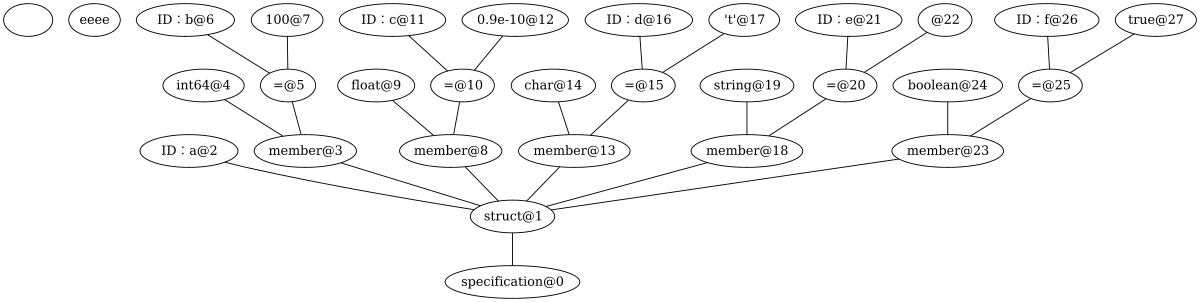 eeee ID：b@6 100@7 ID：c@11 0.9e-10@12 ID：d@16 't'@17 ID：e@21 @22 ID：f@26 true@27
int64@4 =@5 float@9 =@10 char@14 =@15 string@19 =@20 boolean@24 =@25
ID：a@2 member@3 member@8 member@13 member@18 member@23
struct@1
specification@0